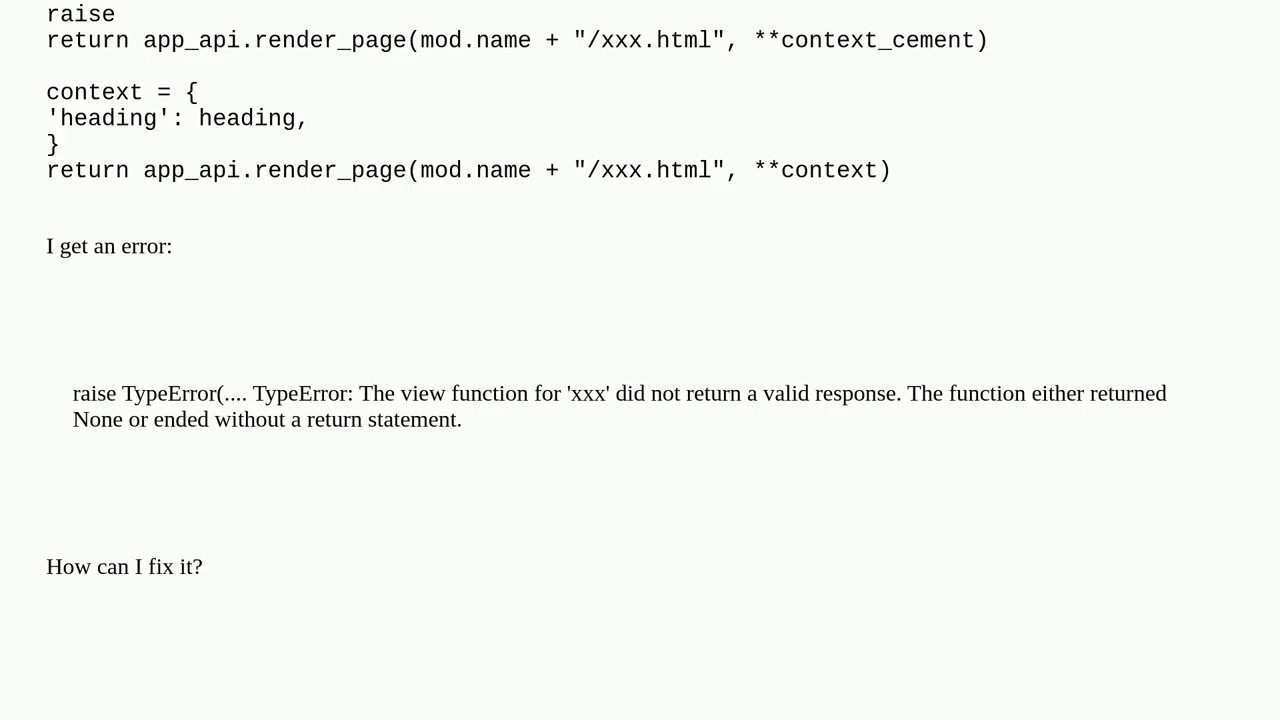 raise
return app_api.render_page(mod.name + "/xxx.html", **context_cement)
context = {
'heading': heading,
}
return app_api.render_page(mod.name + "/xxx.html", **context)
I get an error:
raise TypeError(.... TypeError: The view function for 'xxx' did not return a valid response. The function either returned
None or ended without a return statement.
How can I fix it?